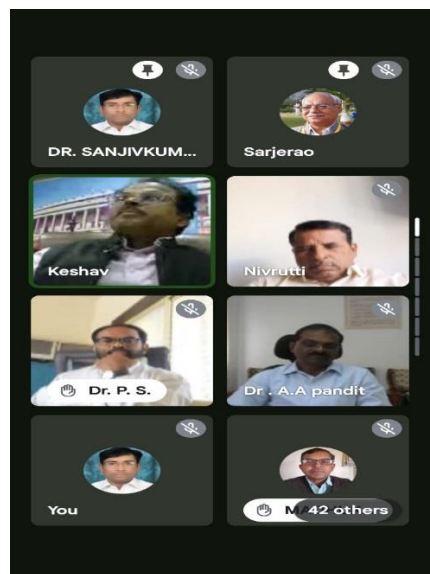 DR. SANJIVKUM...
Sarjerao
Keshav
Nivrutti
Dr. P. S.
Dr . A.A pandit
You
42 others